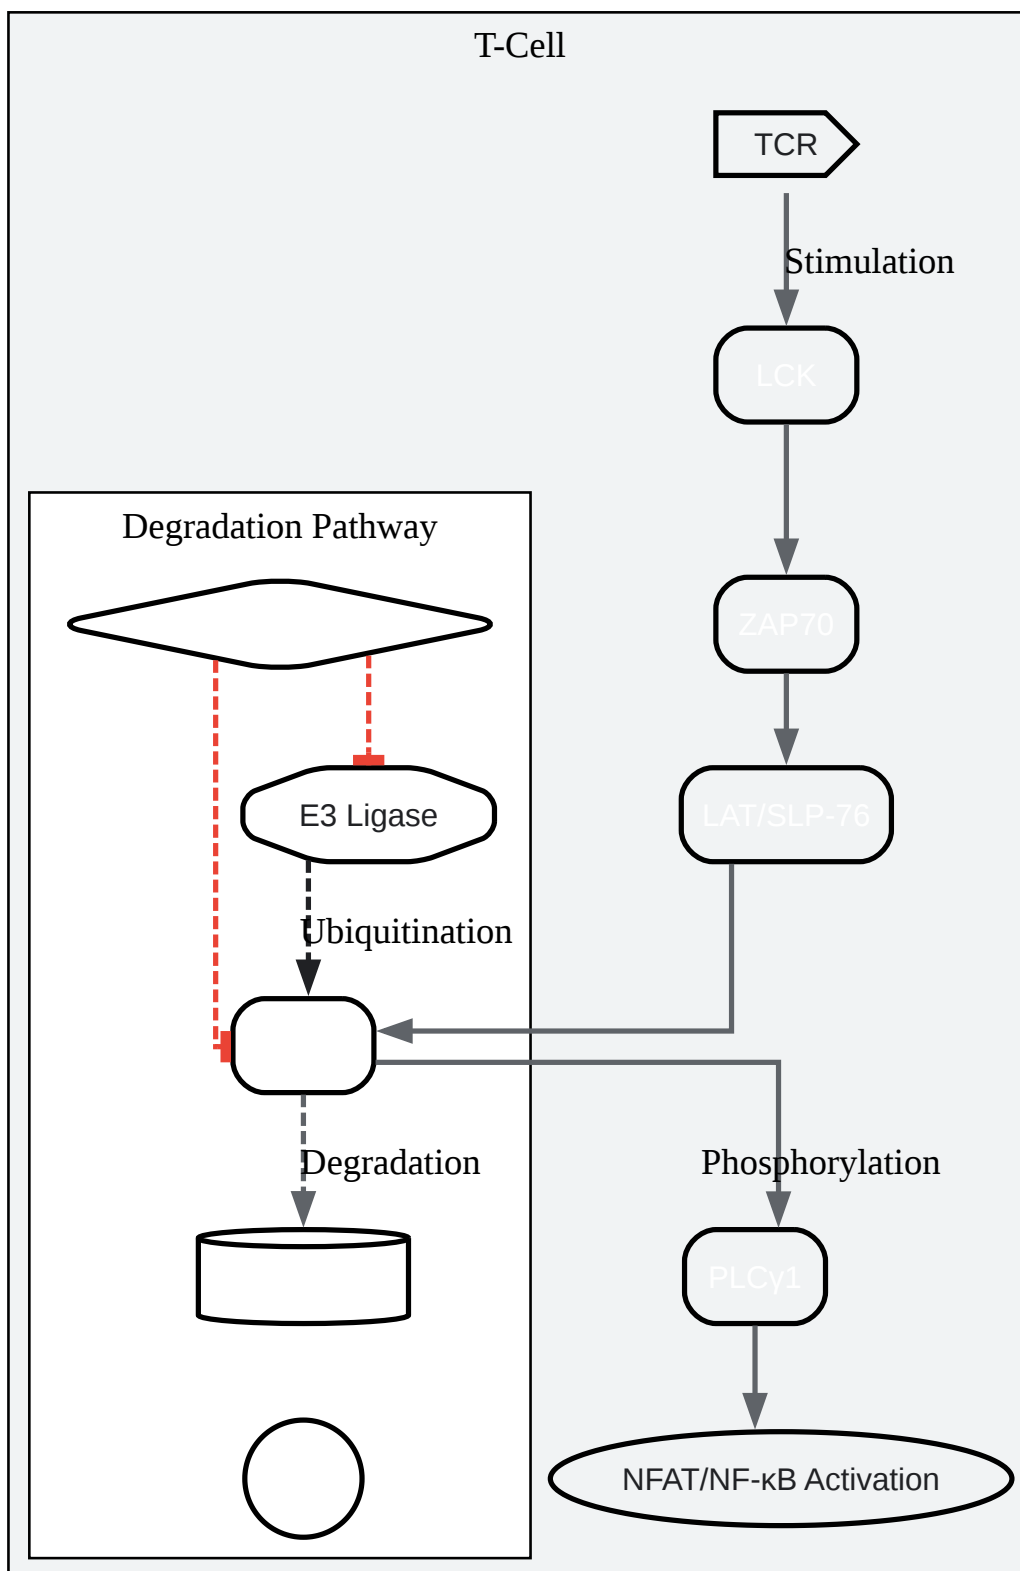 T-Cell
TCR
Stimulation
LCK
Degradation Pathway
ZAP70
E3 Ligase
LAT/SLP-76
Ubiquitination
Degradation
Phosphorylation
PLCγ1
NFAT/NF-κB Activation